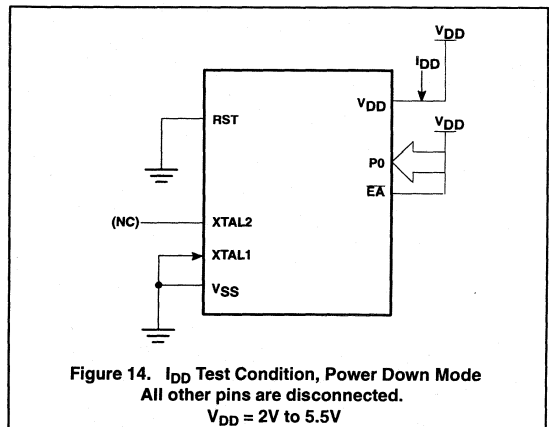 VDD
IDD
VDD
RST
VDD
P0
EA
(NC)
XTAL2
XTAL1
VSS
Figure 14. IDD Test Condition, Power Down Mode
All other pins are disconnected.
VDD = 2V to 5.5V